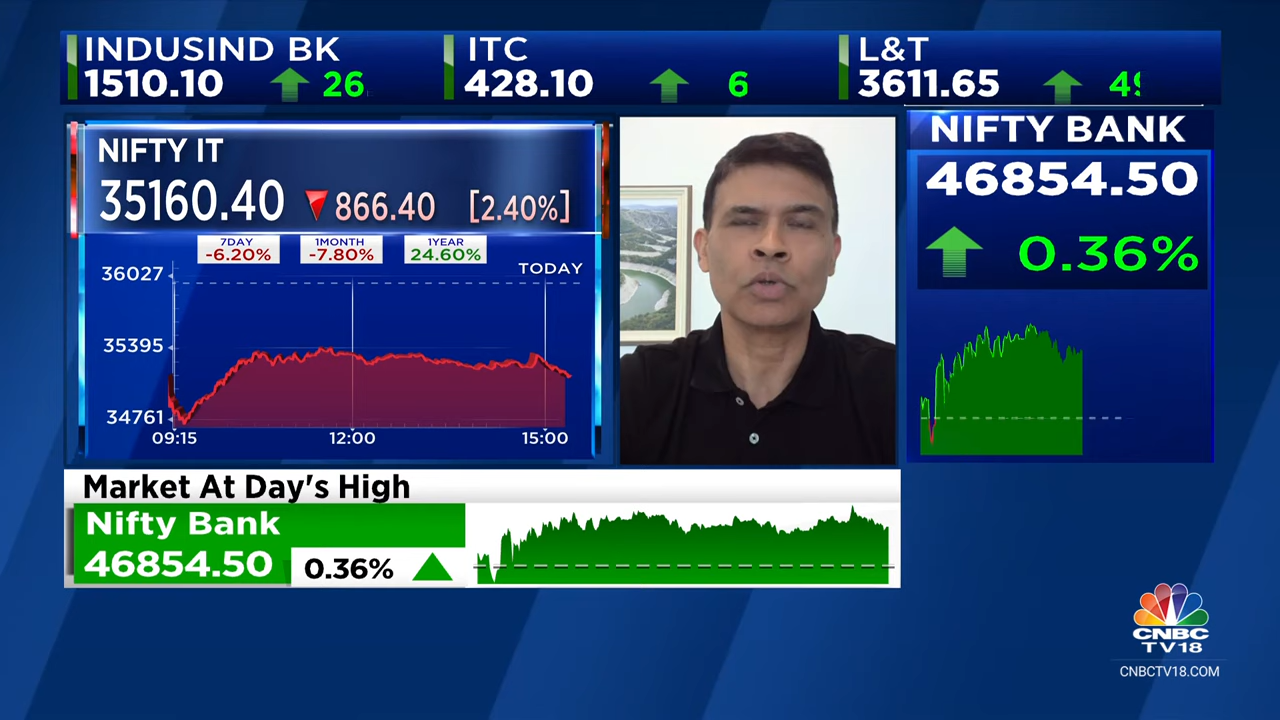 INDUSIND BK
1510.10 26
ITC
428.10 6
L&T
3611.65
NIFTY IT
35160.40 866.40 [2.40%]
7DAY
-6.20%
1MONTH
-7.80%
1YEAR
24.60%
TODAY
36027
35395
34761
09:15 12:00 15:00
NIFTY BANK
46854.50
0.36%
Market At Day's High
Nifty Bank
46854.50 0.36%
CNBC
TV18
CNBCTV18.COM